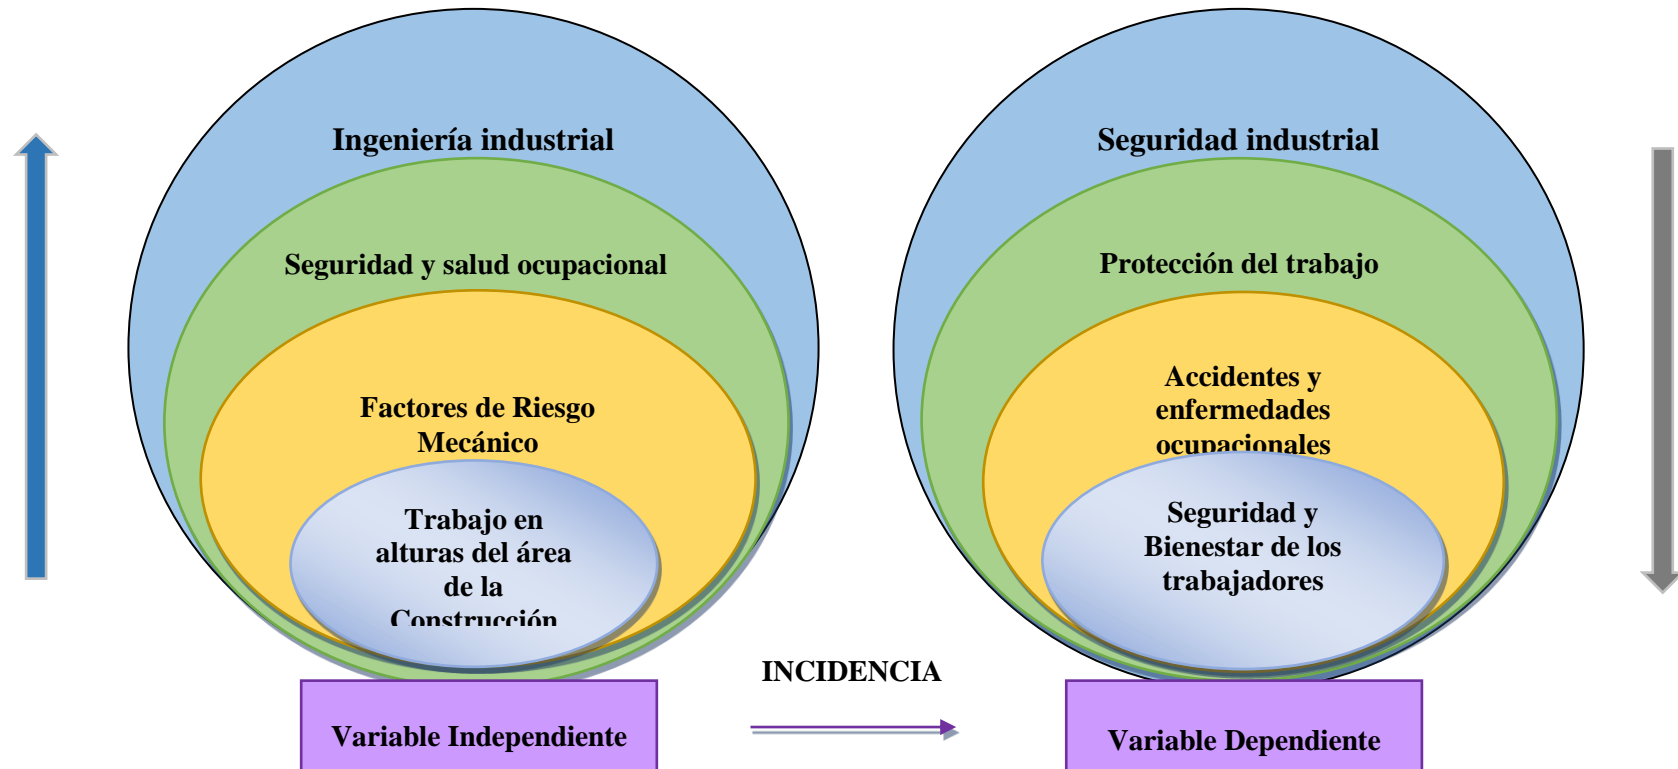 Ingeniería industrial
Seguridad y salud ocupacional
Factores de Riesgo
Mecánico
Trabajo en
alturas del área
de la
Construcción
Variable Independiente
INCIDENCIA
Seguridad industrial
Protección del trabajo
Accidentes y
enfermedades
ocupacionales
Seguridad y
Bienestar de los
trabajadores
Variable Dependiente